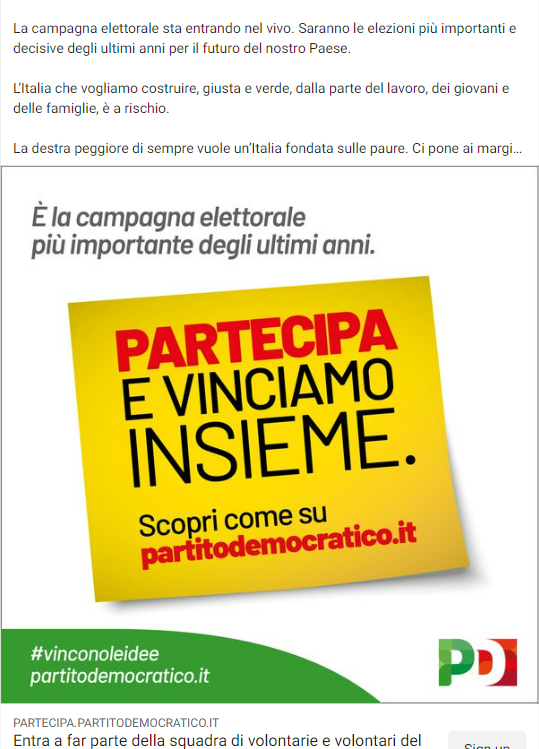 La campagna elettorale sta entrando nel vivo. Saranno le elezioni più importanti e
decisive degli ultimi anni per il futuro del nostro Paese.
L'Italia che vogliamo costruire, giusta e verde, dalla parte del lavoro, dei giovani e
delle famiglie, è a rischio.
La destra peggiore di sempre vuole un'Italia fondata sulle paure. Ci pone ai margi...
È la campagna elettorale
più importante degli ultimi anni.
PARTECIPA
E VINCIAMO
INSIEME.
Scopri come su
partitodemocratico.it
#vinconoleidee
partitodemocratico.it
PD
PARTECIPA.PARTITODEMOCRATICO.IT
Entra a far parte della squadra di volontarie e volontari del
Sign up